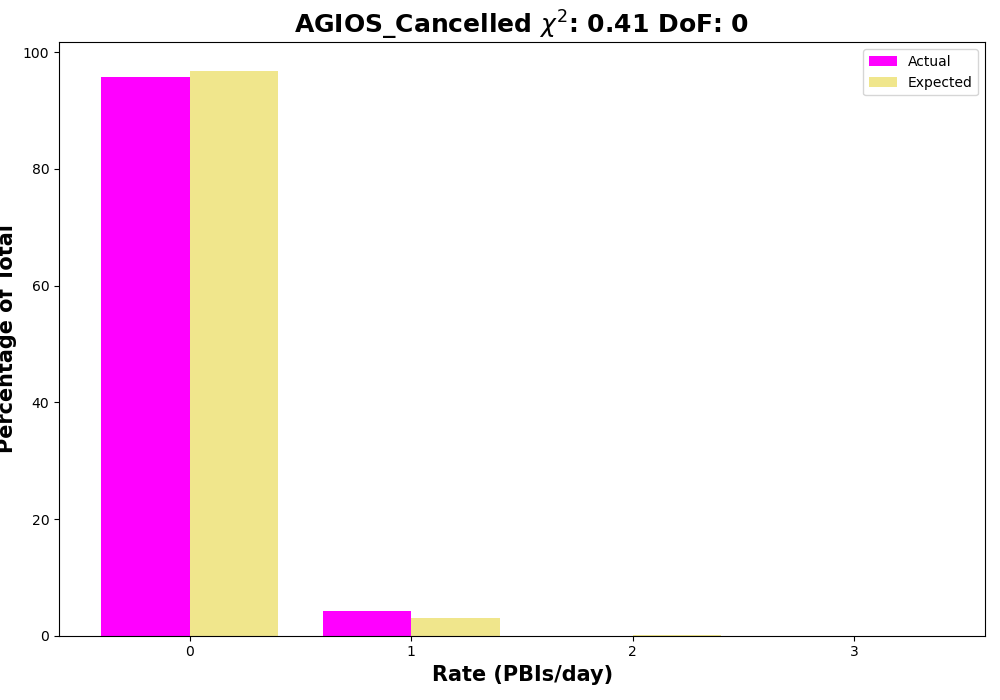 AGIOS_Cancelled χ²: 0.41 DoF: 0
Actual
Expected
Percentage of Total
100
80
60
40
20
0
0 1 2 3
Rate (PBIs/day)